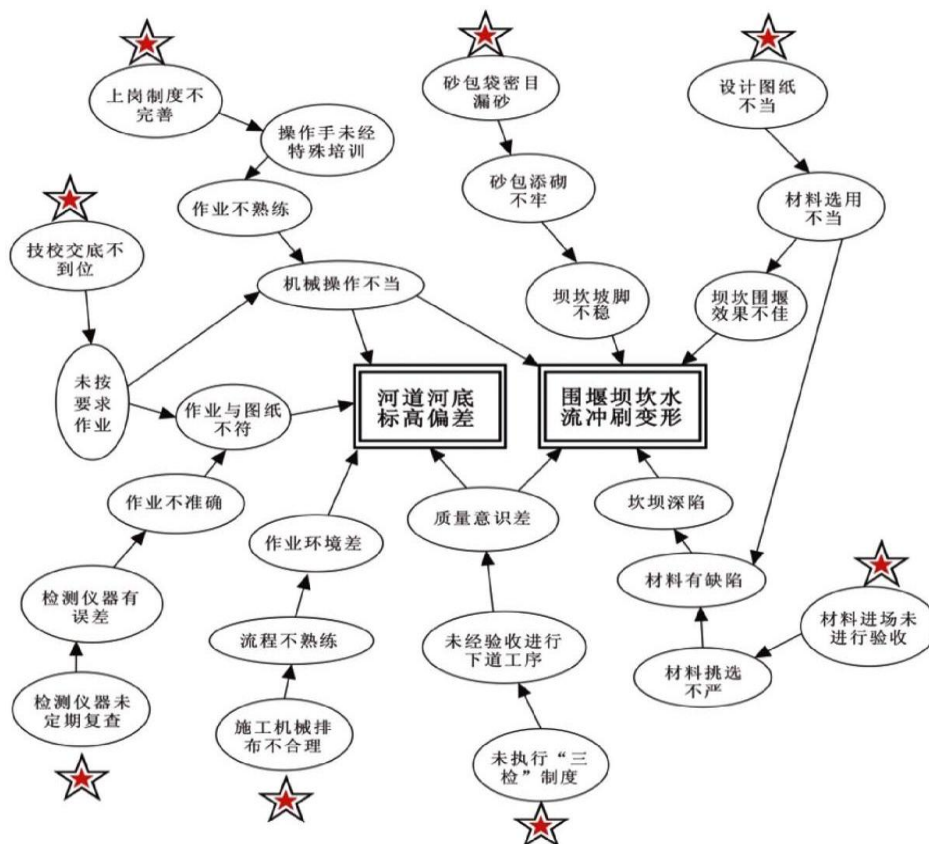 上岗制度不
完善
砂包袋密目
漏砂
设计图纸
不当
操作手未经
特殊培训
砂包添砌
不牢
材料选用
不当
作业不熟练
技校交底不
到位
机械操作不当
坝坎坡脚
不稳
坝坎围堰
效果不佳
未按
要求
作业
作业与图纸
不符
河道河底
标高偏差
围堰坝坎水
流冲刷变形
作业不准确
作业环境差
质量意识差
坎坝深陷
检测仪器有
误差
流程不熟练
未经验收进行
下道工序
材料有缺陷
材料进场未
进行验收
材料挑选
不严
检测仪器未
定期复查
施工机械排
布不合理
未执行“三
检”制度